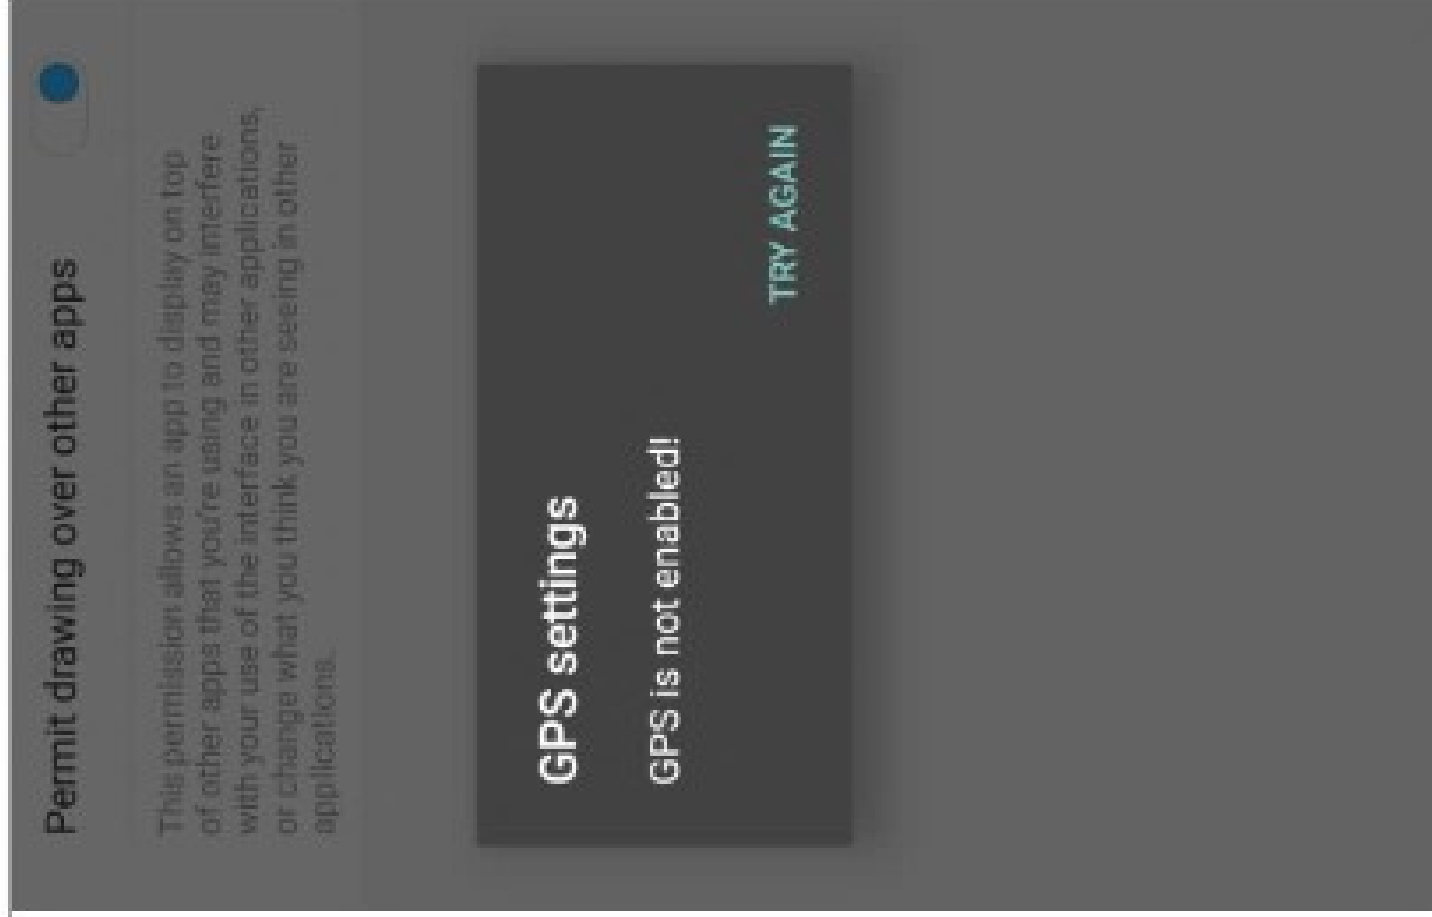 Permit drawing over other apps
This permission allows an app to display on top
of other apps that you're using and may interfere
with your use of the interface in other applications,
or change what you think you are seeing in other
applications.
GPS settings
GPS is not enabled!
TRY AGAIN